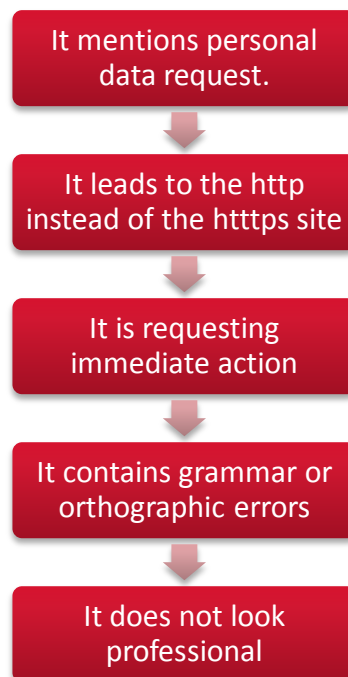 It mentions personal
data request.
It leads to the http
instead of the htttps site
It is requesting
immediate action
It contains grammar or
orthographic errors
It does not look
professional